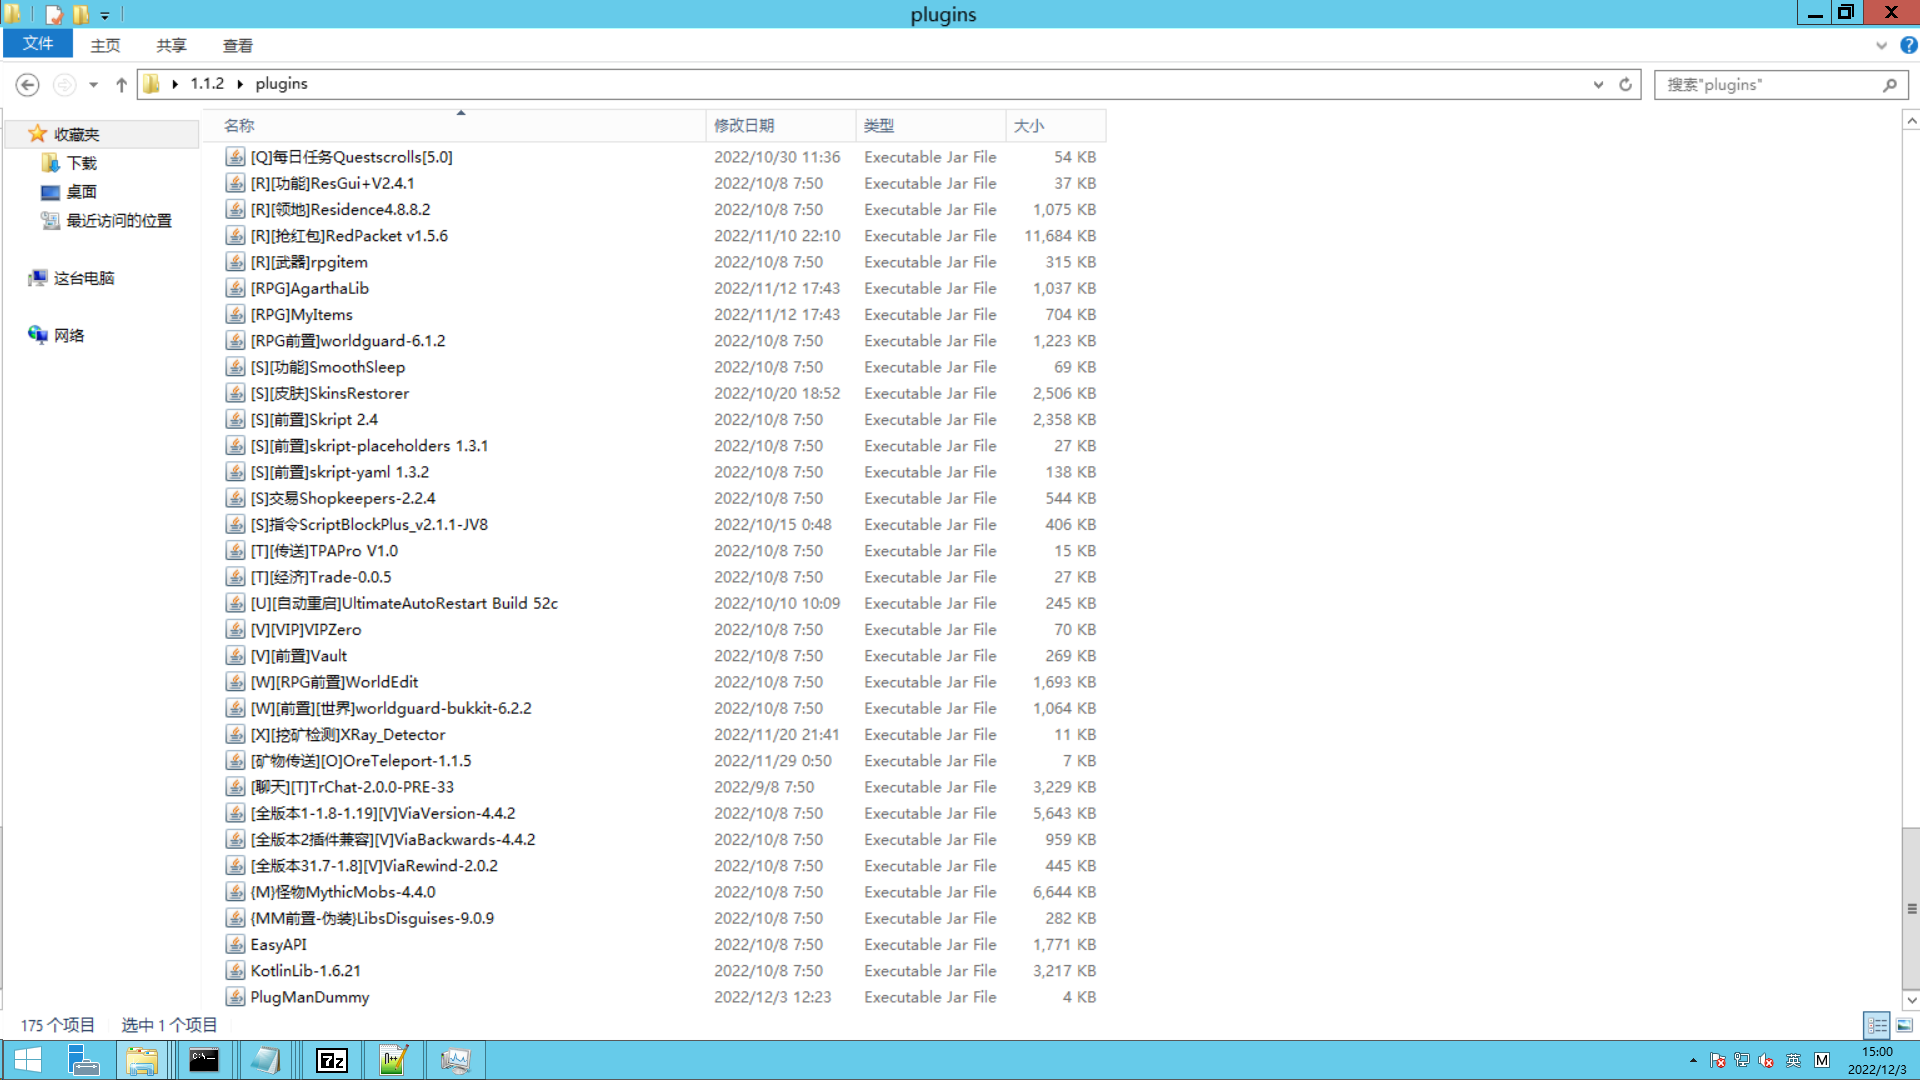 plugins
文件 主页 共享 查看
1.1.2 plugins 搜索"plugins"
收藏夹
下载
桌面
最近访问的位置
这台电脑
网络
名称 修改日期 类型 大小
[Q]每日任务Questscrolls[5.0] 2022/10/30 11:36 Executable Jar File 54 KB
[R][功能]ResGui+V2.4.1 2022/10/8 7:50 Executable Jar File 37 KB
[R][领地]Residence4.8.8.2 2022/10/8 7:50 Executable Jar File 1,075 KB
[R][抢红包]RedPacket v1.5.6 2022/11/10 22:10 Executable Jar File 11,684 KB
[R][武器]rpgitem 2022/10/8 7:50 Executable Jar File 315 KB
[RPG]AgarthaLib 2022/11/12 17:43 Executable Jar File 1,037 KB
[RPG]MyItems 2022/11/12 17:43 Executable Jar File 704 KB
[RPG前置]worldguard-6.1.2 2022/10/8 7:50 Executable Jar File 1,223 KB
[S][功能]SmoothSleep 2022/10/8 7:50 Executable Jar File 69 KB
[S][皮肤]SkinsRestorer 2022/10/20 18:52 Executable Jar File 2,506 KB
[S][前置]Skript 2.4 2022/10/8 7:50 Executable Jar File 2,358 KB
[S][前置]skript-placeholders 1.3.1 2022/10/8 7:50 Executable Jar File 27 KB
[S][前置]skript-yaml 1.3.2 2022/10/8 7:50 Executable Jar File 138 KB
[S]交易Shopkeepers-2.2.4 2022/10/8 7:50 Executable Jar File 544 KB
[S]指令ScriptBlockPlus_v2.1.1-JV8 2022/10/15 0:48 Executable Jar File 406 KB
[T][传送]TPAPro V1.0 2022/10/8 7:50 Executable Jar File 15 KB
[T][经济]Trade-0.0.5 2022/10/8 7:50 Executable Jar File 27 KB
[U][自动重启]UltimateAutoRestart Build 52c 2022/10/10 10:09 Executable Jar File 245 KB
[V][VIP]VIPZero 2022/10/8 7:50 Executable Jar File 70 KB
[V][前置]Vault 2022/10/8 7:50 Executable Jar File 269 KB
[W][RPG前置]WorldEdit 2022/10/8 7:50 Executable Jar File 1,693 KB
[W][前置][世界]worldguard-bukkit-6.2.2 2022/10/8 7:50 Executable Jar File 1,064 KB
[X][挖矿检测]XRay_Detector 2022/11/20 21:41 Executable Jar File 11 KB
[矿物传送][O]OreTeleport-1.1.5 2022/11/29 0:50 Executable Jar File 7 KB
[聊天][T]TrChat-2.0.0-PRE-33 2022/9/8 7:50 Executable Jar File 3,229 KB
[全版本1-1.8-1.19][V]ViaVersion-4.4.2 2022/10/8 7:50 Executable Jar File 5,643 KB
[全版本2插件兼容][V]ViaBackwards-4.4.2 2022/10/8 7:50 Executable Jar File 959 KB
[全版本31.7-1.8][V]ViaRewind-2.0.2 2022/10/8 7:50 Executable Jar File 445 KB
{M}怪物MythicMobs-4.4.0 2022/10/8 7:50 Executable Jar File 6,644 KB
{MM前置-伪装}LibsDisguises-9.0.9 2022/10/8 7:50 Executable Jar File 282 KB
EasyAPI 2022/10/8 7:50 Executable Jar File 1,771 KB
KotlinLib-1.6.21 2022/10/8 7:50 Executable Jar File 3,217 KB
PlugManDummy 2022/12/3 12:23 Executable Jar File 4 KB
175 个项目 选中 1 个项目
C:\ 7z 英 M 15:00
2022/12/3